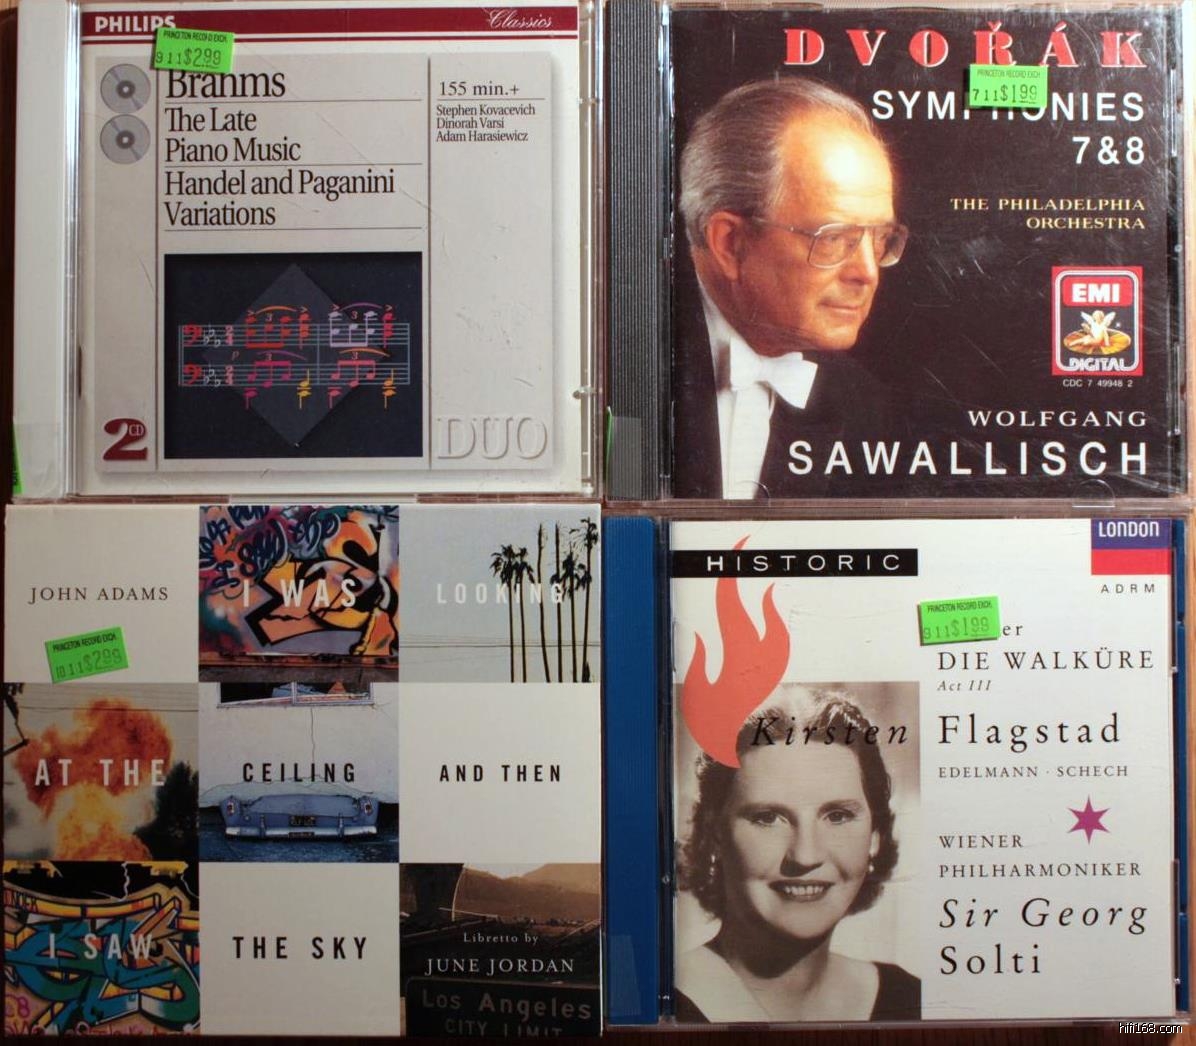 PHILIPS
Classics
PRINCETON RECORD EXCH.
911 $2.99
Brahms
The Late
Piano Music
Handel and Paganini
Variations
155 min.+
Stephen Kovacevich
Dinorah Varsi
Adam Harasiewicz
2 CD
DUO
DVOŘÁK
PRINCETON RECORD EXCH
711 $1.99
SYMPHONIES
7 & 8
THE PHILADELPHIA
ORCHESTRA
EMI
DIGITAL
CDC 7 49948 2
WOLFGANG
SAWALLISCH
JOHN ADAMS
I WAS
LOOKING
PRINCETON RECORD EXCH.
1011 $2.99
AT THE
CEILING
AND THEN
I SAW
THE SKY
Libretto by
JUNE JORDAN
Los Angeles
CITY LIMIT
HISTORIC
LONDON
ADRM
PRINCETON RECORD EXCH.
911 $1.99
er
DIE WALKÜRE
Act III
Kirsten Flagstad
EDELMANN · SCHECH
WIENER
PHILHARMONIKER
Sir Georg
Solti
hifi168.com